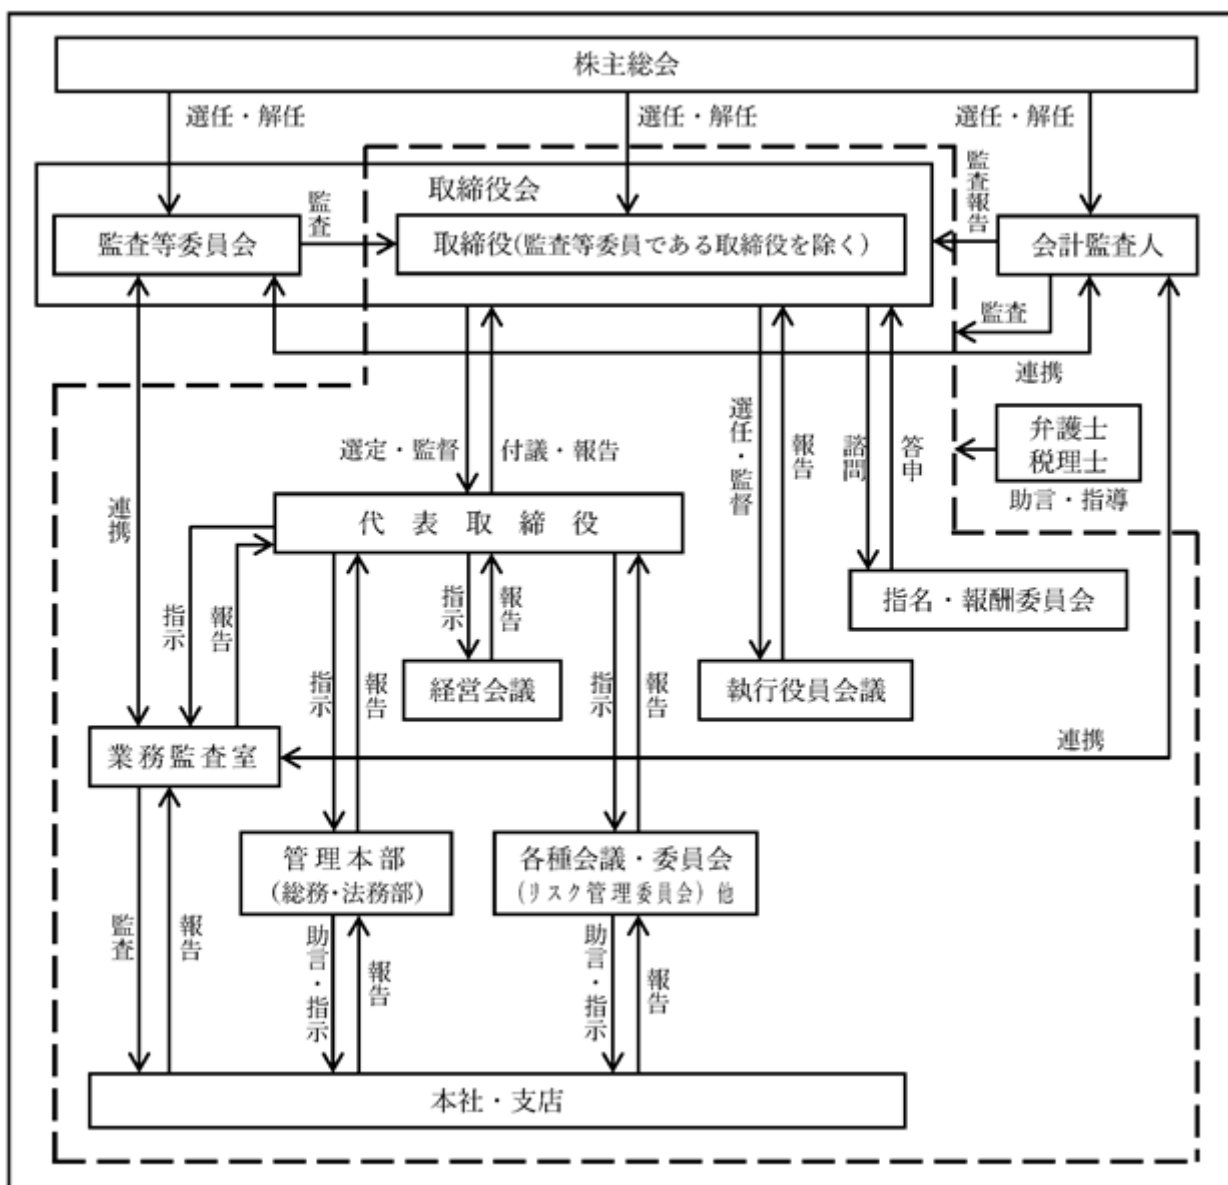 株主総会
選任・解任
選任・解任
選任・解任
取締役会
監査等委員会
監査
取締役(監査等委員である取締役を除く)
監査報告
会計監査人
監査
連携
弁護士
税理士
助言・指導
選定・監督
付議・報告
選任・監督
報告
諮問
答申
連携
代表取締役
指名・報酬委員会
指示
報告
指示
報告
経営会議
執行役員会議
指示
報告
指示
報告
業務監査室
連携
管理本部
(総務・法務部)
各種会議・委員会
(リスク管理委員会)他
監査
報告
助言・指示
報告
助言・指示
報告
本社・支店